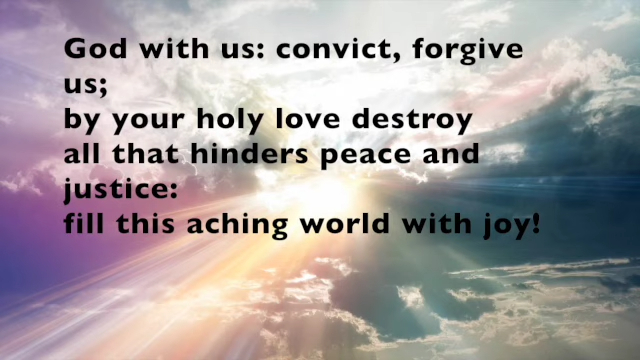 God with us: convict, forgive
us;
by your holy love destroy
all that hinders peace and
justice:
fill this aching world with joy!